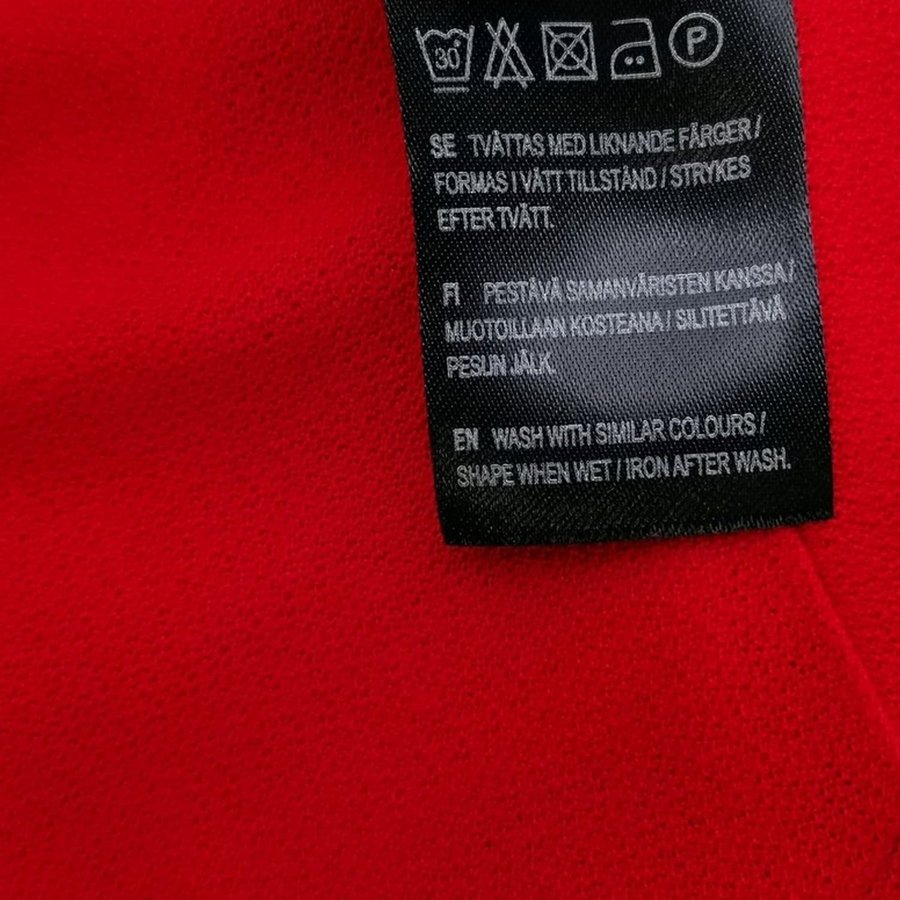 30°
P
SE TVÄTTAS MED LIKNANDE FÄRGER /
FORMAS I VÅTT TILLSTÅND / STRYKES
EFTER TVÄTT.
FI PESTÄVÄ SAMANVÄRISTEN KANSSA /
MUOTOILLAAN KOSTEANA / SILITETTÄVÄ
PESUN JÄLK.
EN WASH WITH SIMILAR COLOURS /
SHAPE WHEN WET / IRON AFTER WASH.